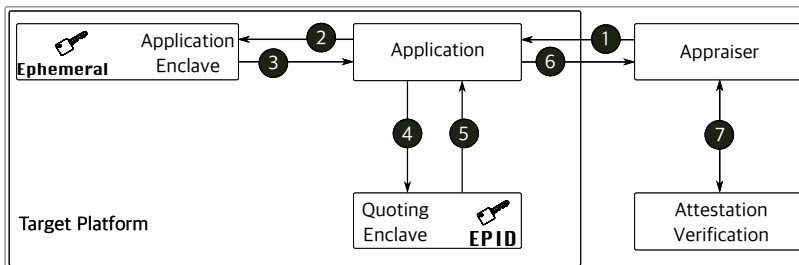 Application
Enclave
Ephemeral
2
3
Application
1
6
Appraiser
4
5
7
Target Platform
Quoting
Enclave
EPID
Attestation
Verification